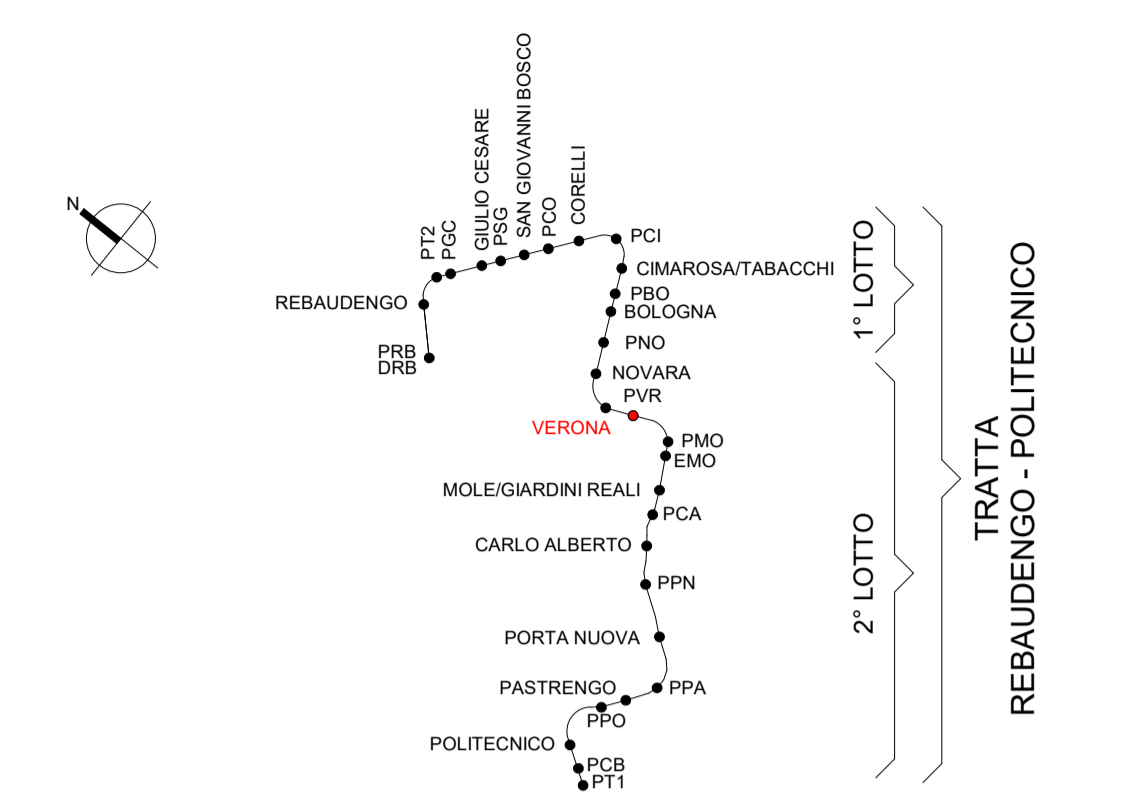 N
PT2
PGC
GIULIO CESARE
PSG
SAN GIOVANNI BOSCO
PCO
CORELLI
PCI
CIMAROSA/TABACCHI
REBAUDENGO
PBO
BOLOGNA
PRB
DRB
PNO
NOVARA
PVR
VERONA
PMO
EMO
MOLE/GIARDINI REALI
PCA
CARLO ALBERTO
PPN
PORTA NUOVA
PASTRENGO
PPA
PPO
POLITECNICO
PCB
PT1
1° LOTTO
2° LOTTO
TRATTA
REBAUDENGO - POLITECNICO